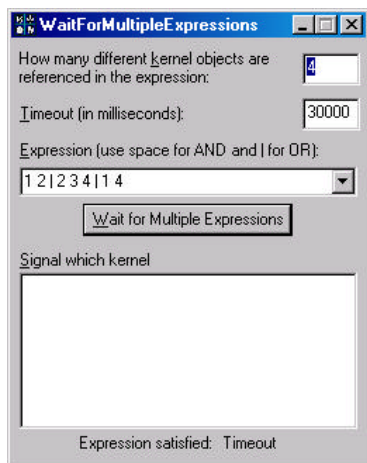 WaitForMultipleExpressions
How many different kernel objects are
referenced in the expression:
4
Timeout (in milliseconds):
30000
Expression (use space for AND and | for OR):
1 2 | 2 3 4 | 1 4
Wait for Multiple Expressions
Signal which kernel
Expression satisfied: Timeout